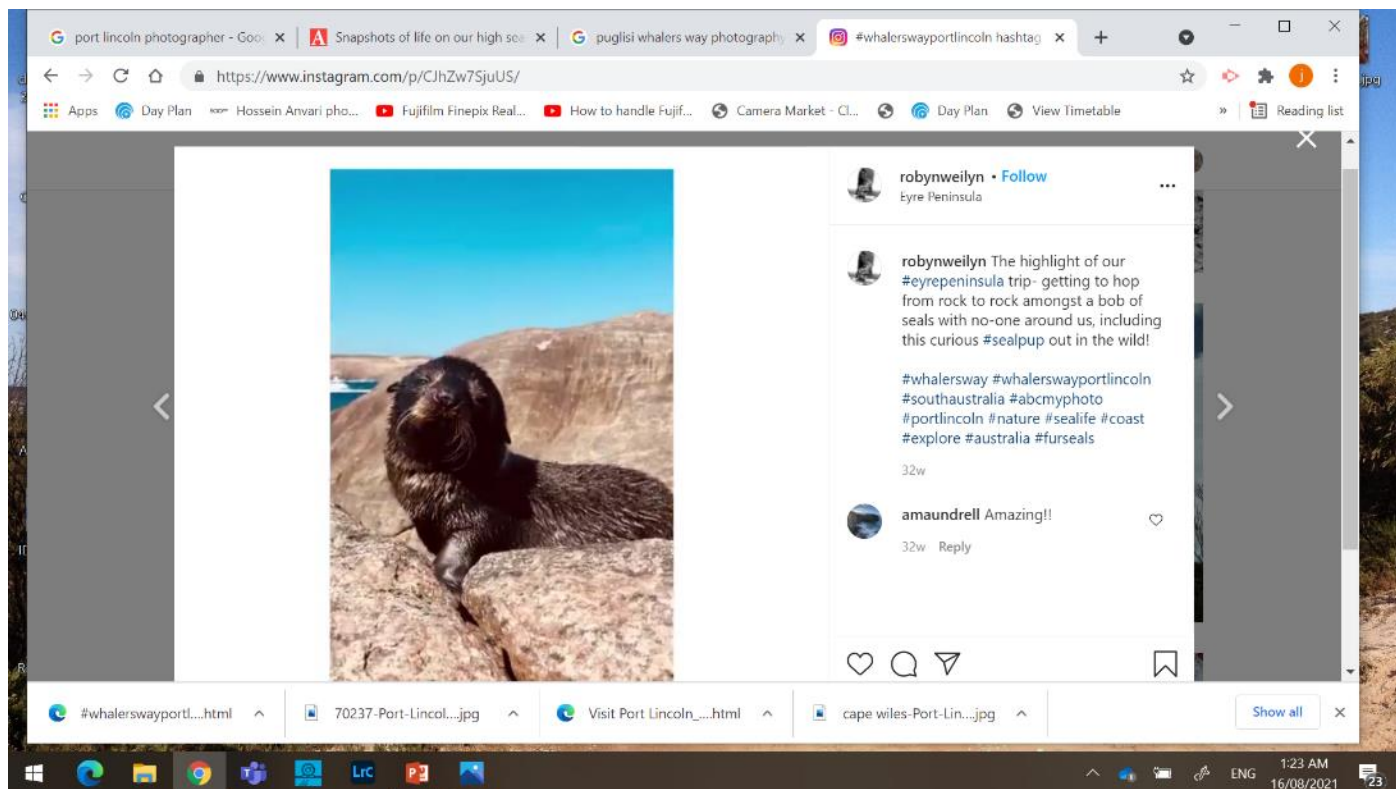 port lincoln photographer - Goo
Snapshots of life on our high sea
puglisi whalers way photography
#whalerswayportlincoln hashtag
https://www.instagram.com/p/CJhZw7SjuUS/
j
.jpg
Apps
Day Plan
Hossein Anvari pho...
Fujifilm Finepix Real...
How to handle Fujif...
Camera Market - Cl...
Day Plan
View Timetable
»
Reading list
robynweilyn • Follow
Eyre Peninsula
robynweilyn The highlight of our
#eyrepeninsula trip- getting to hop
from rock to rock amongst a bob of
seals with no-one around us, including
this curious #sealpup out in the wild!
#whalersway #whalerswayportlincoln
#southaustralia #abcmyphoto
#portlincoln #nature #sealife #coast
#explore #australia #furseals
32w
amaundrell Amazing!!
32w Reply
#whalerswayportl....html
70237-Port-Lincol....jpg
Visit Port Lincoln_....html
cape wiles-Port-Lin....jpg
Show all
LrC
ENG
1:23 AM
16/08/2021
23